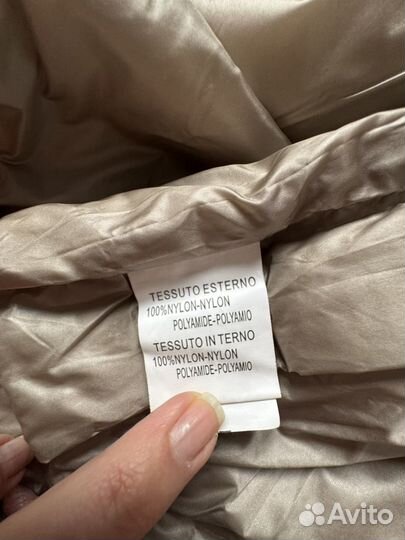 TESSUTO ESTERNO
100%NYLON-NYLON
POLYAMIDE-POLYAMIO
TESSUTO IN TERNO
100%NYLON-NYLON
POLYAMIDE-POLYAMIO
Avito